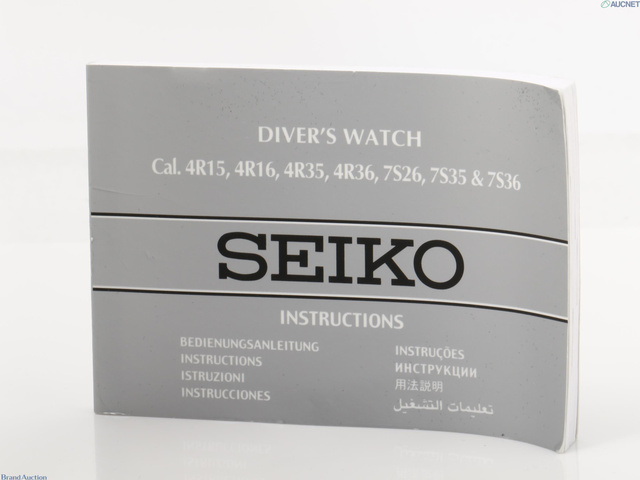 AUCNET
DIVER'S WATCH
Cal. 4R15, 4R16, 4R35, 4R36, 7S26, 7S35 & 7S36
SEIKO
INSTRUCTIONS
BEDIENUNGSANLEITUNG
INSTRUCTIONS
ISTRUZIONI
INSTRUCCIONES
INSTRUÇÕES
ИНСТРУКЦИИ
用法説明
تعليمات التشغيل
BrandAuction